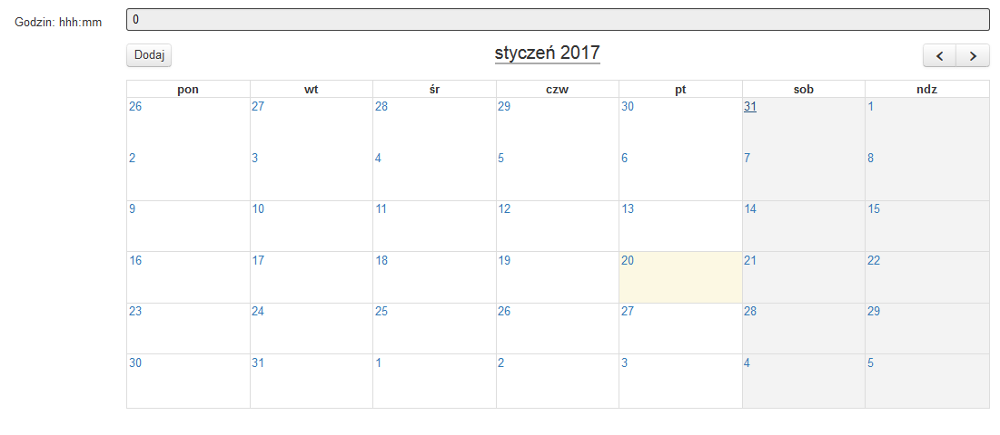 Godzin: hhh:mm 0
Dodaj styczeń 2017 < >
pon wt śr czw pt sob ndz
26 27 28 29 30 31 1
2 3 4 5 6 7 8
9 10 11 12 13 14 15
16 17 18 19 20 21 22
23 24 25 26 27 28 29
30 31 1 2 3 4 5